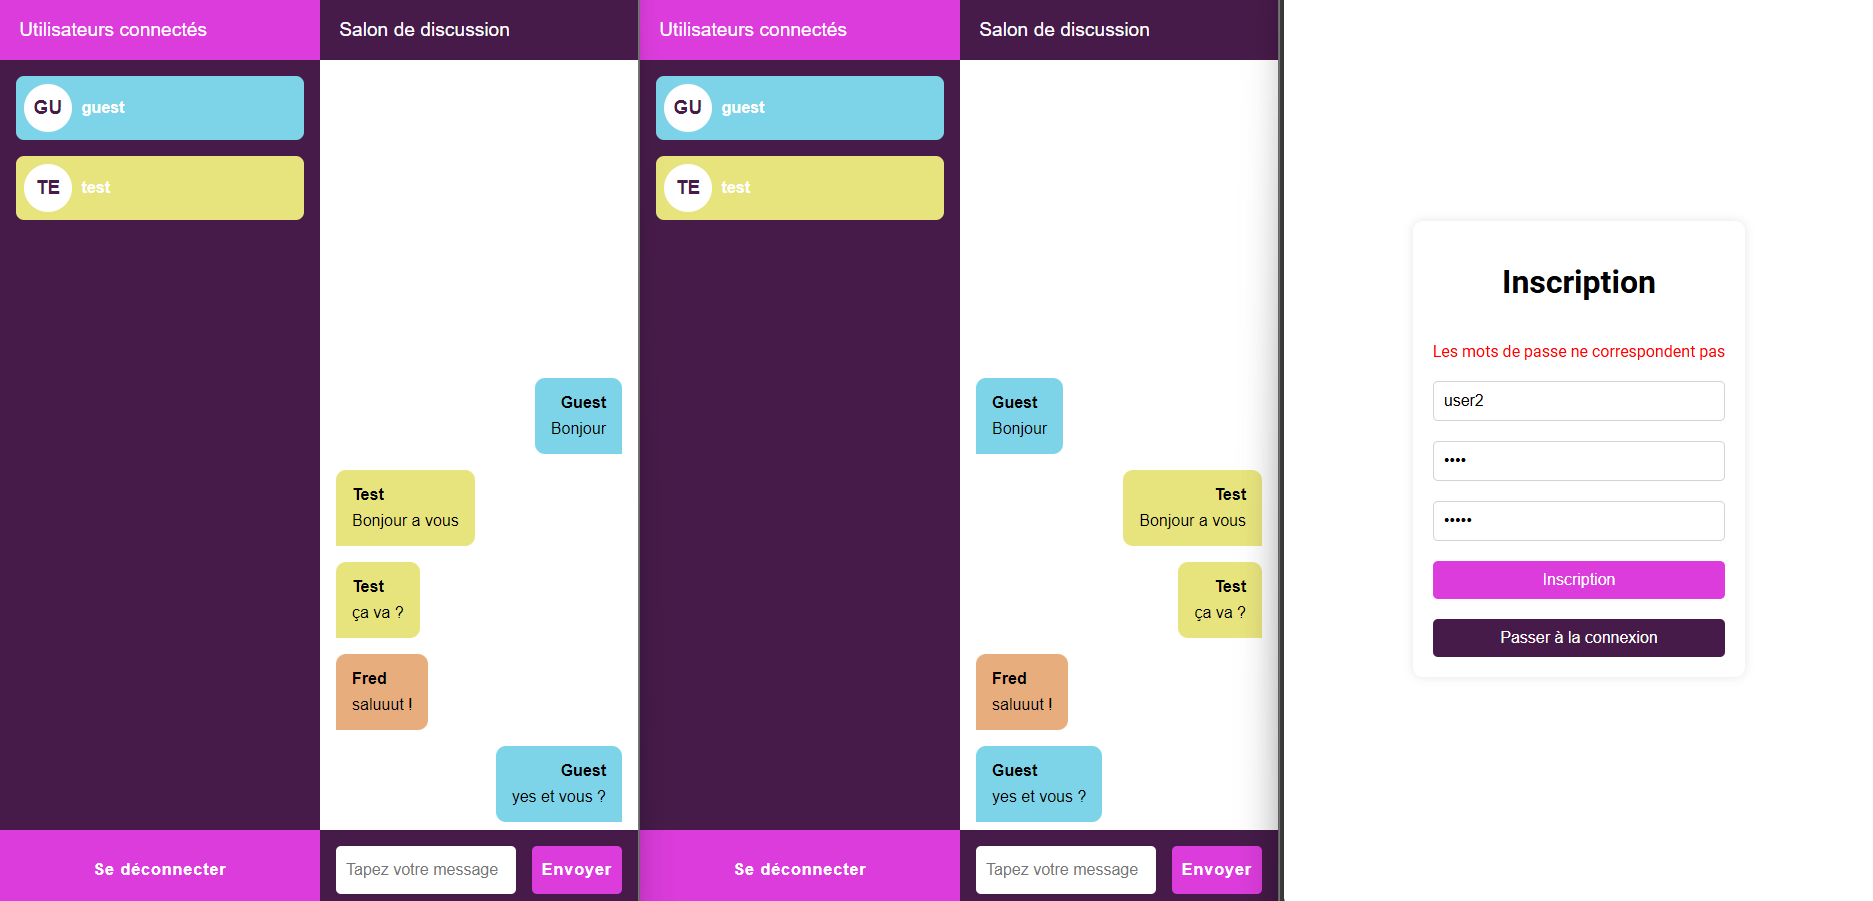 Utilisateurs connectés
GU guest
TE test
Se déconnecter
Salon de discussion
Guest
Bonjour
Test
Bonjour a vous
Test
ça va ?
Fred
saluuut !
Guest
yes et vous ?
Tapez votre message
Envoyer
Utilisateurs connectés
GU guest
TE test
Se déconnecter
Salon de discussion
Guest
Bonjour
Test
Bonjour a vous
Test
ça va ?
Fred
saluuut !
Guest
yes et vous ?
Tapez votre message
Envoyer
Inscription
Les mots de passe ne correspondent pas
user2
••••
•••••
Inscription
Passer à la connexion